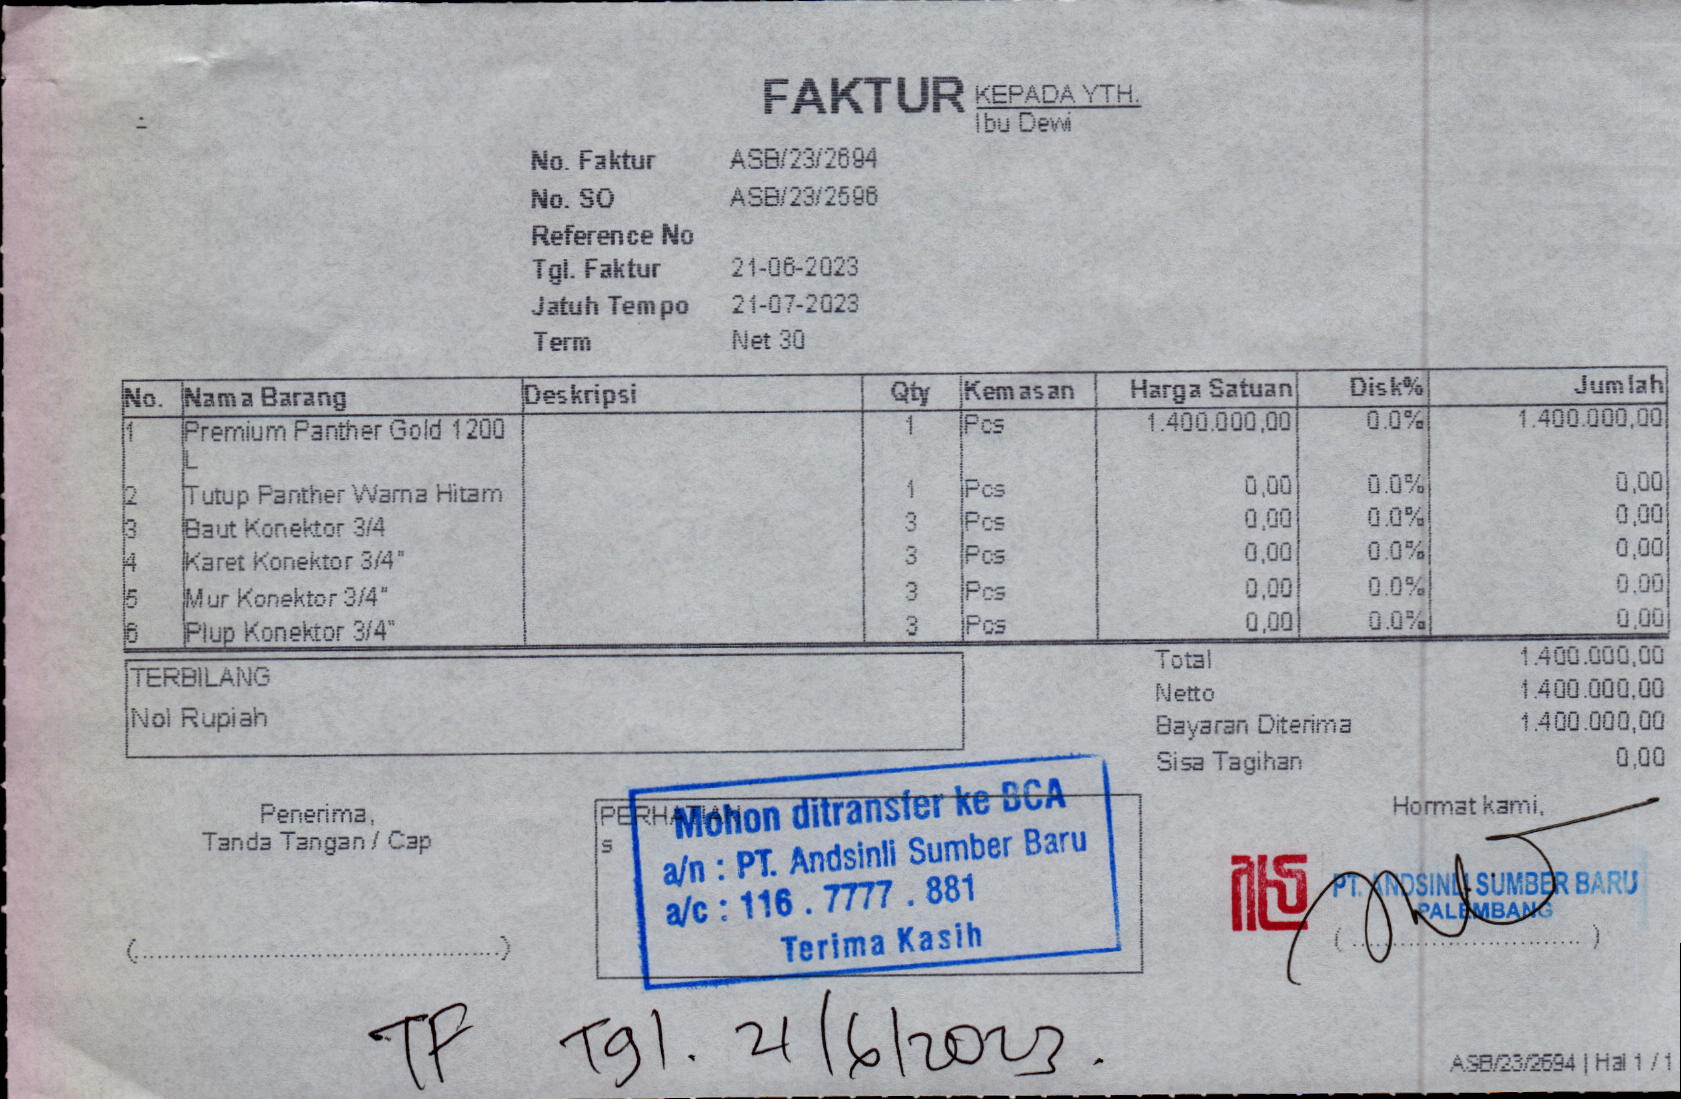 FAKTUR
KEPADA YTH.
Ibu Dewi
:
No. Faktur ASB/23/2694
No. SO ASB/23/2596
Reference No
Tgl. Faktur 21-06-2023
Jatuh Tempo 21-07-2023
Term Net 30
No. Nama Barang Deskripsi Qty Kemasan Harga Satuan Disk% Jumlah
1 Premium Panther Gold 1200 1 Pcs 1.400.000,00 0.0% 1.400.000,00
L
2 Tutup Panther Warna Hitam 1 Pcs 0,00 0.0% 0,00
3 Baut Konektor 3/4 3 Pcs 0,00 0.0% 0,00
4 Karet Konektor 3/4" 3 Pcs 0,00 0.0% 0,00
5 Mur Konektor 3/4" 3 Pcs 0,00 0.0% 0,00
6 Plup Konektor 3/4" 3 Pcs 0,00 0.0% 0,00
TERBILANG
Nol Rupiah
Total 1.400.000,00
Netto 1.400.000,00
Bayaran Diterima 1.400.000,00
Sisa Tagihan 0,00
Penerima,
Tanda Tangan / Cap
(..................................................)
PERHATIAN
s
Mohon ditransfer ke BCA
a/n : PT. Andsinli Sumber Baru
a/c : 116 . 7777 . 881
Terima Kasih
Hormat kami,
PT. ANDSINLI SUMBER BARU
PALEMBANG
(................................)
TF Tgl. 21/6/2023.
ASB/23/2694 | Hal 1 / 1